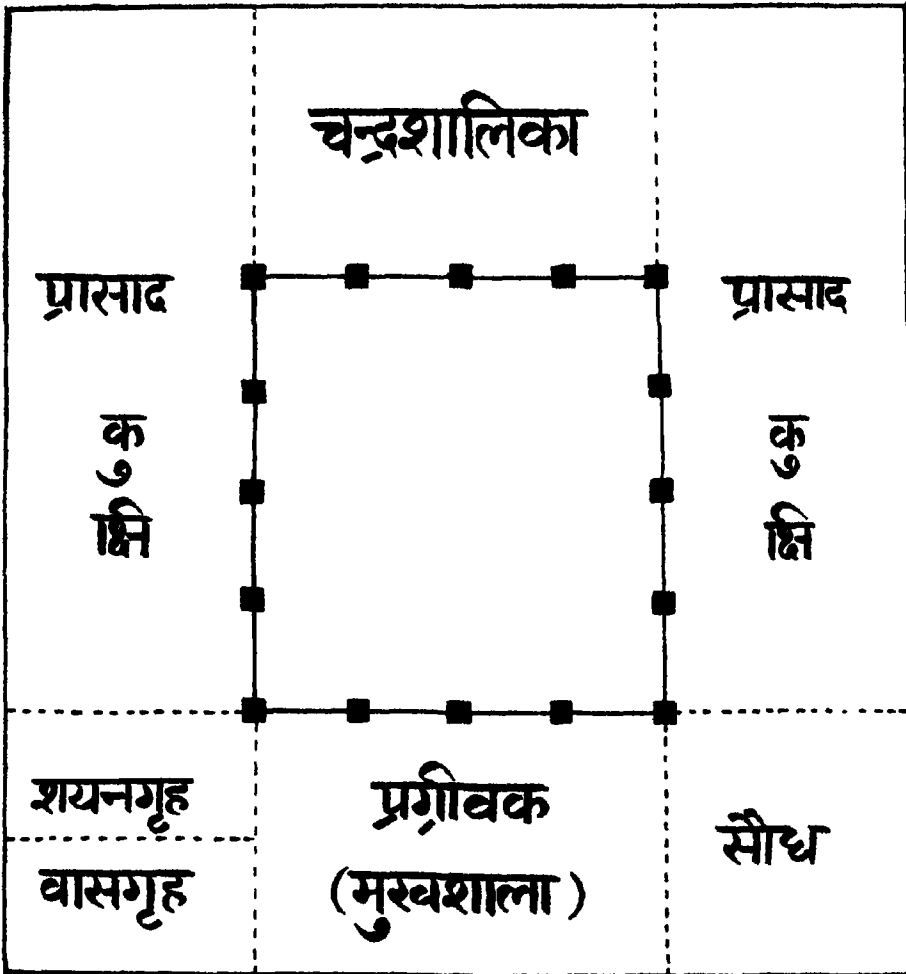 चन्द्रशालिका
प्रासाद
प्रासाद
कु
कु
क्षि
क्षि
शयनगृह
प्रग्रीवक
सौध
वासगृह
(मुखशाला)